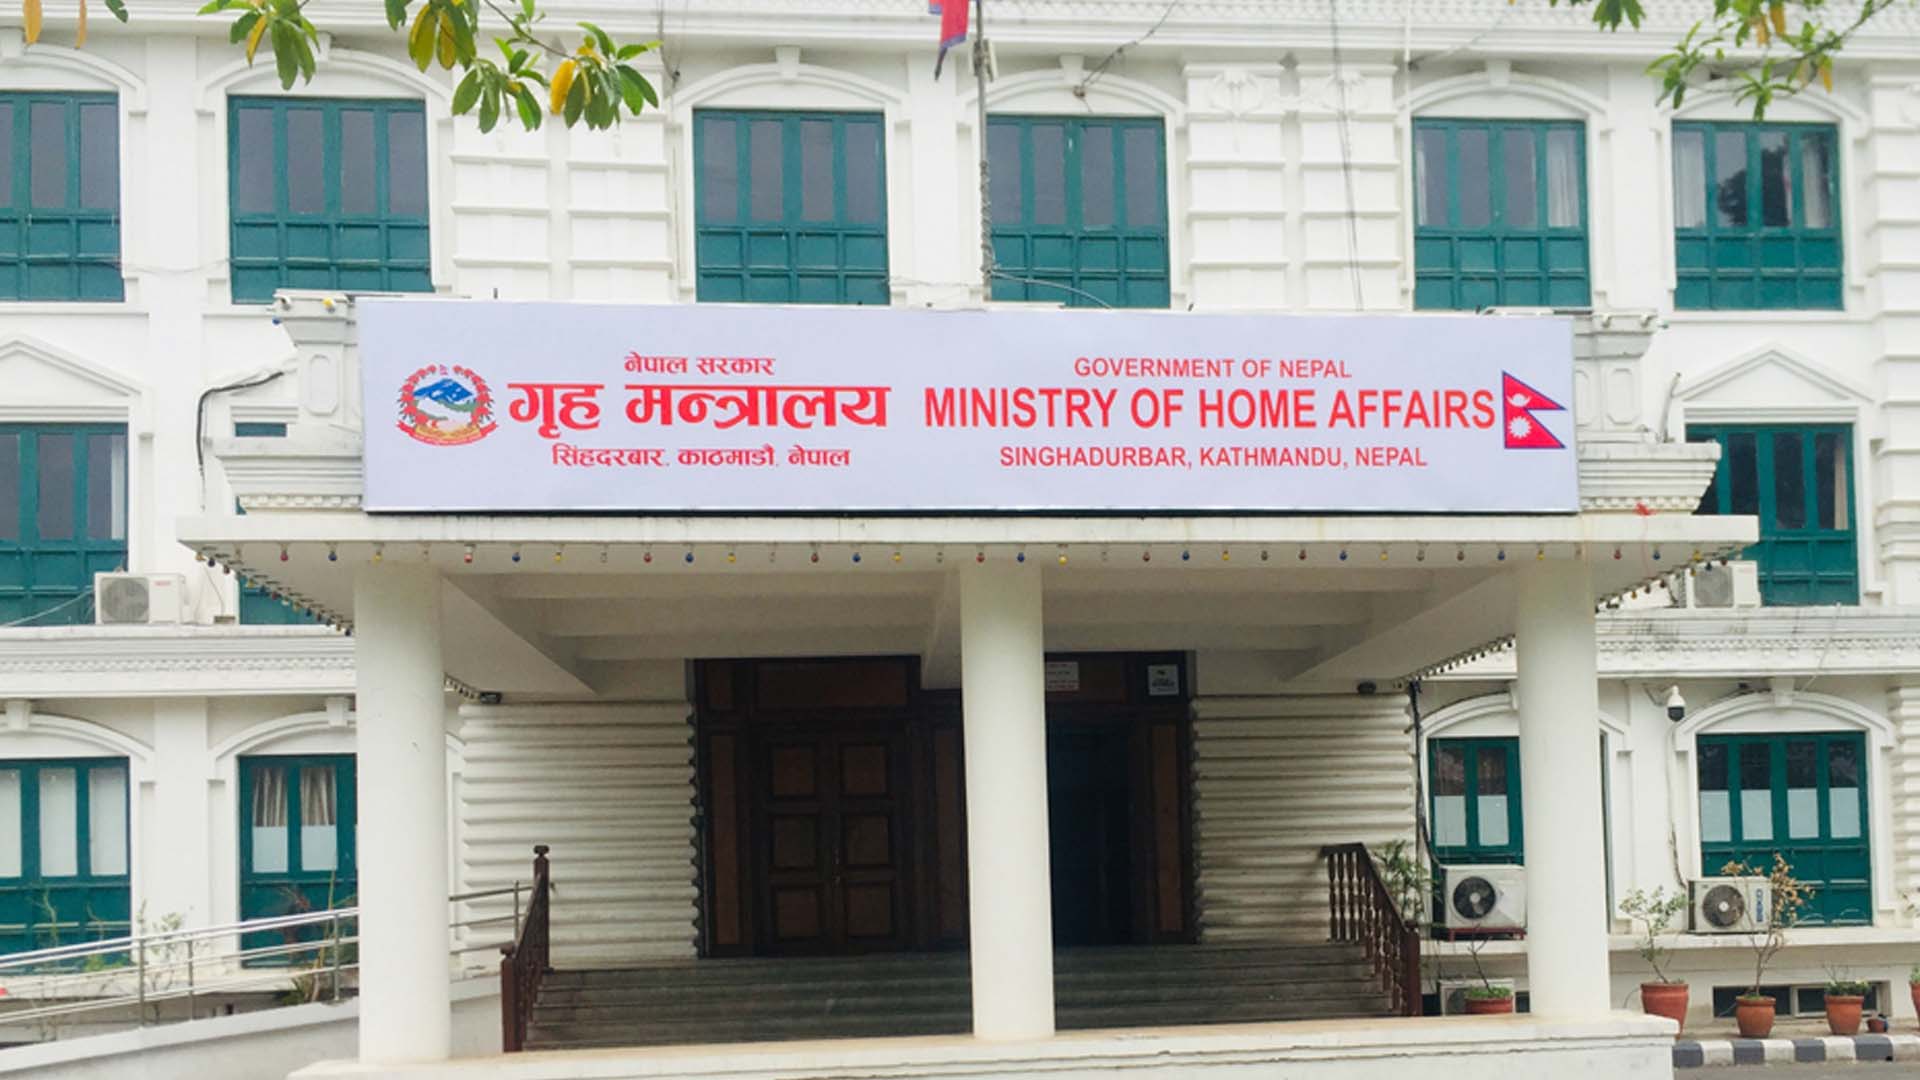 नेपाल सरकार
गृह मन्त्रालय
सिंहदरबार, काठमाडौं, नेपाल
GOVERNMENT OF NEPAL
MINISTRY OF HOME AFFAIRS
SINGHADURBAR, KATHMANDU, NEPAL